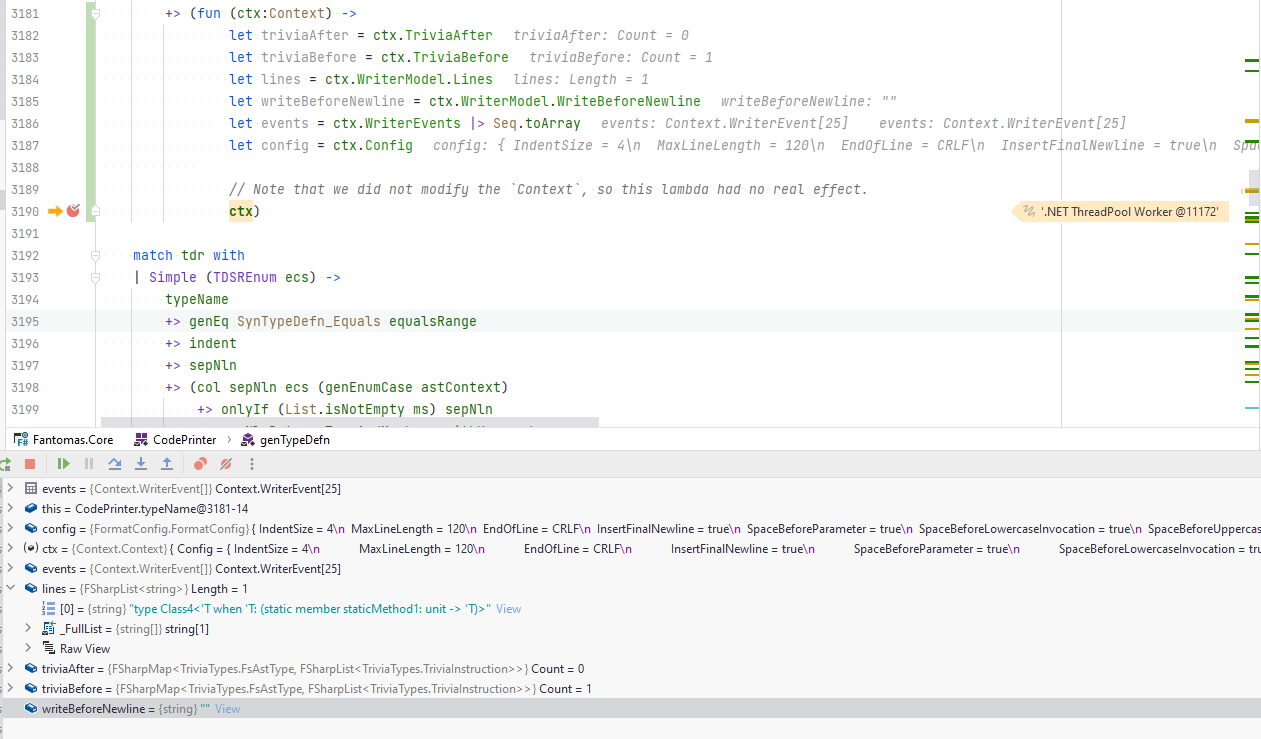 3181 +> (fun (ctx:Context) ->
3182 let triviaAfter = ctx.TriviaAfter triviaAfter: Count = 0
3183 let triviaBefore = ctx.TriviaBefore triviaBefore: Count = 1
3184 let lines = ctx.WriterModel.Lines lines: Length = 1
3185 let writeBeforeNewline = ctx.WriterModel.WriteBeforeNewline writeBeforeNewline: ""
3186 let events = ctx.WriterEvents |> Seq.toArray events: Context.WriterEvent[25] events: Context.WriterEvent[25]
3187 let config = ctx.Config config: { IndentSize = 4\n MaxLineLength = 120\n EndOfLine = CRLF\n InsertFinalNewline = true\n Spa
3188
3189 // Note that we did not modify the `Context`, so this lambda had no real effect.
3190 ctx) '.NET ThreadPool Worker @11172'
3191
3192 match tdr with
3193 | Simple (TDSREnum ecs) ->
3194 typeName
3195 +> genEq SynTypeDefn_Equals equalsRange
3196 +> indent
3197 +> sepNln
3198 +> (col sepNln ecs (genEnumCase astContext)
3199 +> onlyIf (List.isNotEmpty ms) sepNln
Fantomas.Core CodePrinter › genTypeDefn
events = {Context.WriterEvent[]} Context.WriterEvent[25]
this = CodePrinter.typeName@3181-14
config = {FormatConfig.FormatConfig} { IndentSize = 4\n MaxLineLength = 120\n EndOfLine = CRLF\n InsertFinalNewline = true\n SpaceBeforeParameter = true\n SpaceBeforeLowercaseInvocation = true\n SpaceBeforeUppercas
ctx = {Context.Context} { Config = { IndentSize = 4\n MaxLineLength = 120\n EndOfLine = CRLF\n InsertFinalNewline = true\n SpaceBeforeParameter = true\n SpaceBeforeLowercaseInvocation = tru
events = {Context.WriterEvent[]} Context.WriterEvent[25]
lines = {FSharpList<string>} Length = 1
[0] = {string} "type Class4<'T when 'T: (static member staticMethod1: unit -> 'T)>" View
_FullList = {string[]} string[1]
Raw View
triviaAfter = {FSharpMap<TriviaTypes.FsAstType, FSharpList<TriviaTypes.TriviaInstruction>>} Count = 0
triviaBefore = {FSharpMap<TriviaTypes.FsAstType, FSharpList<TriviaTypes.TriviaInstruction>>} Count = 1
writeBeforeNewline = {string} "" View